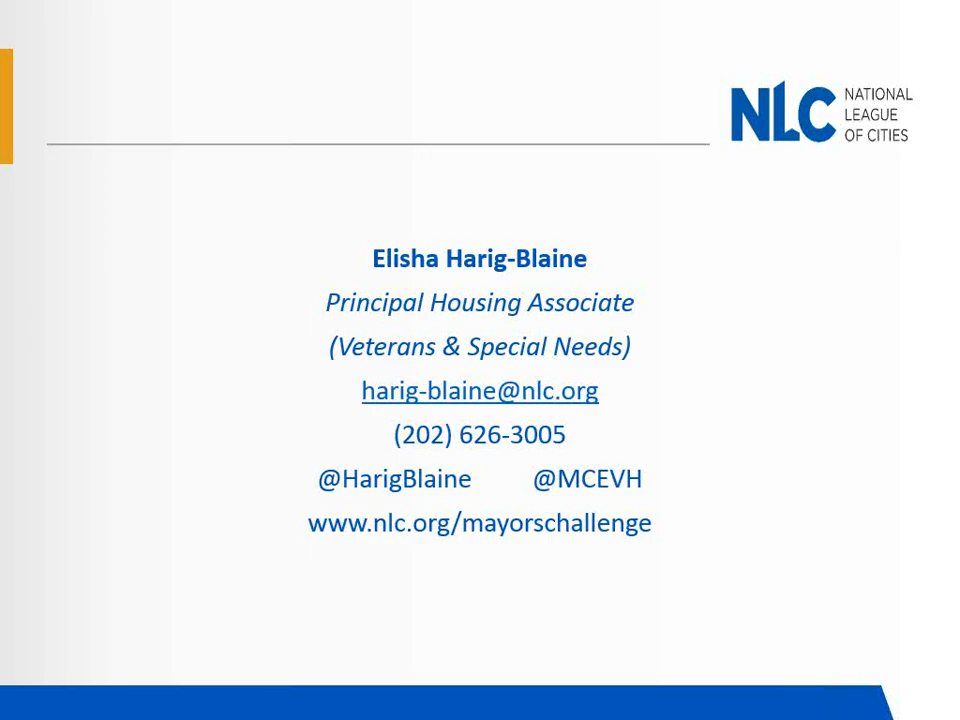 NLC
NATIONAL
LEAGUE
OF CITIES
Elisha Harig-Blaine
Principal Housing Associate
(Veterans & Special Needs)
harig-blaine@nlc.org
(202) 626-3005
@HarigBlaine @MCEVH
www.nlc.org/mayorschallenge